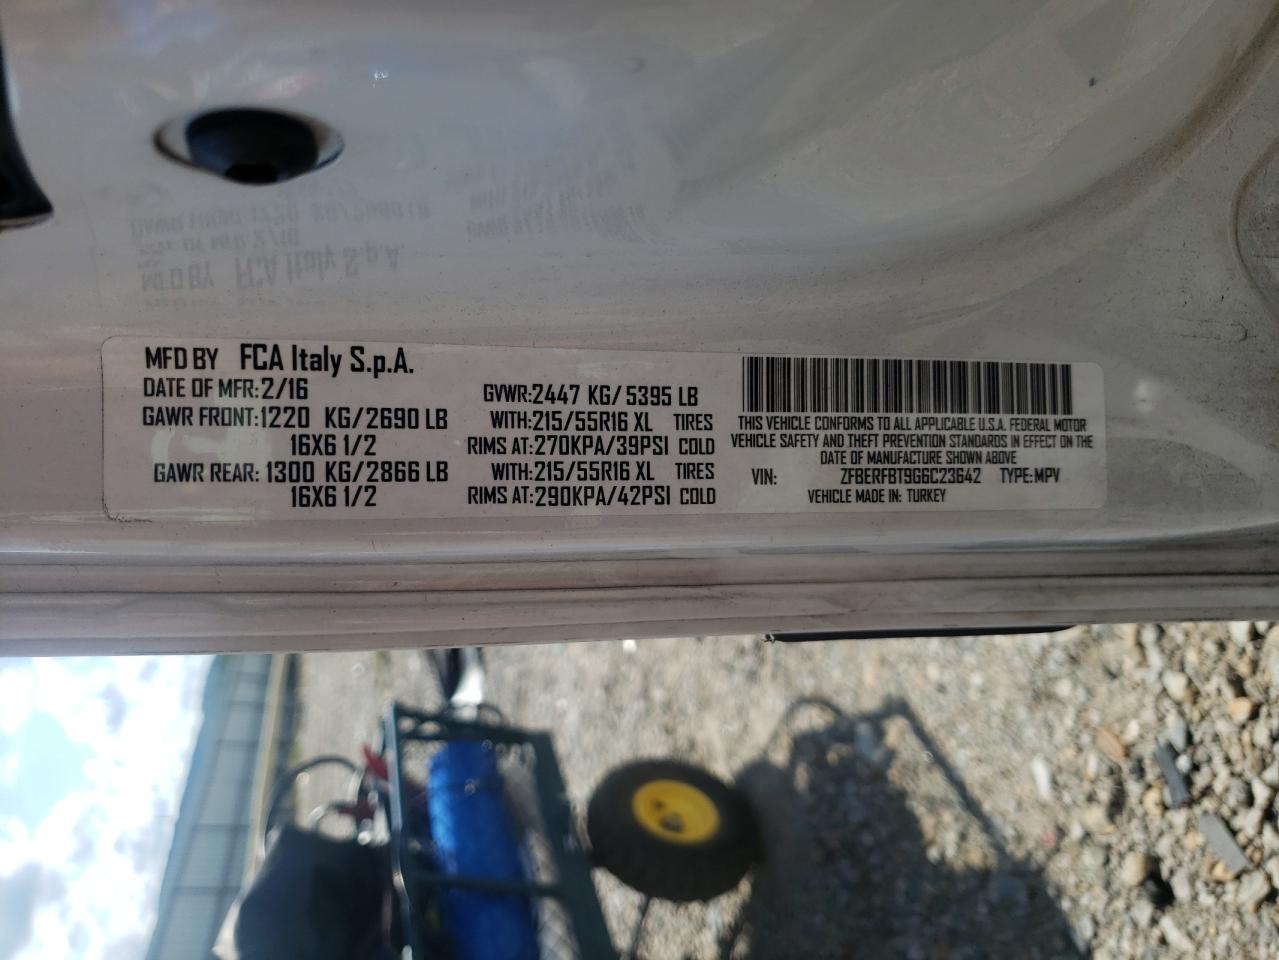 MFD BY FCA Italy S.p.A.
DATE OF MFR:2/16 GVWR:2447 KG/5395 LB
GAWR FRONT:1220 KG/2690 LB WITH:215/55R16 XL TIRES
16X6 1/2 RIMS AT:270KPA/39PSI COLD
GAWR REAR:1300 KG/2866 LB WITH:215/55R16 XL TIRES
16X6 1/2 RIMS AT:290KPA/42PSI COLD
THIS VEHICLE CONFORMS TO ALL APPLICABLE U.S.A. FEDERAL MOTOR
VEHICLE SAFETY AND THEFT PREVENTION STANDARDS IN EFFECT ON THE
DATE OF MANUFACTURE SHOWN ABOVE
VIN: ZFBERFBT9G6C23642 TYPE:MPV
VEHICLE MADE IN: TURKEY